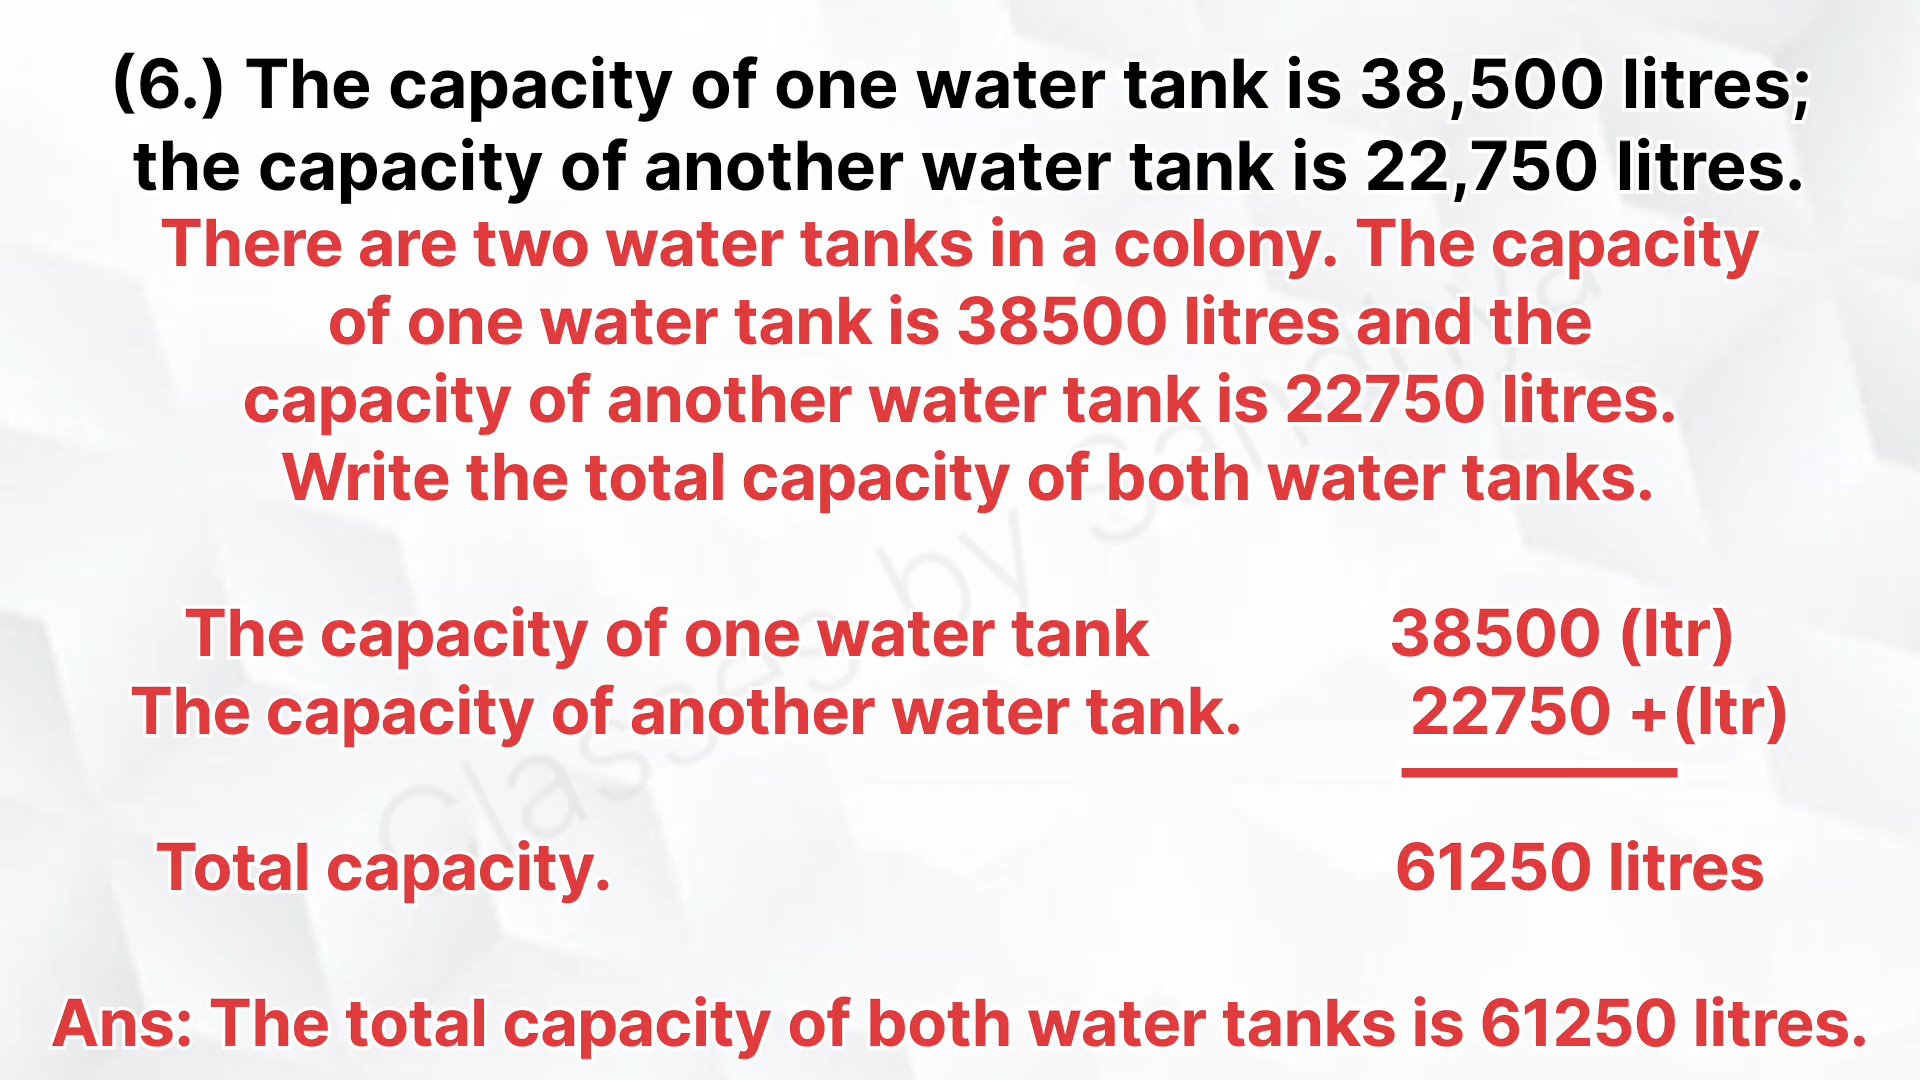 (6.) The capacity of one water tank is 38,500 litres;
the capacity of another water tank is 22,750 litres.
There are two water tanks in a colony. The capacity
of one water tank is 38500 litres and the
capacity of another water tank is 22750 litres.
Write the total capacity of both water tanks.
The capacity of one water tank 38500 (ltr)
The capacity of another water tank. 22750 +(ltr)
Total capacity. 61250 litres
Ans: The total capacity of both water tanks is 61250 litres.
Classes by Sandhya